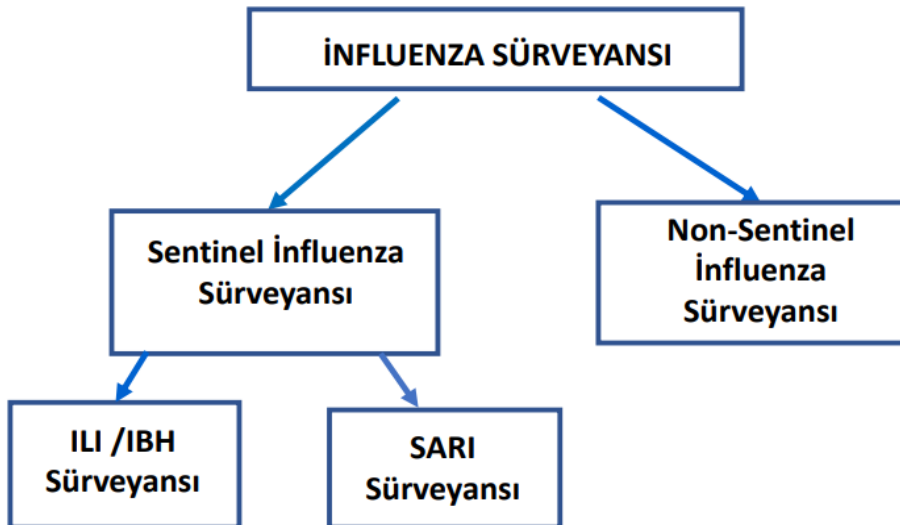 İNFLUENZA SÜRVEYANSI
Sentinel İnfluenza
Sürveyansı
Non-Sentinel
İnfluenza
Sürveyansı
ILI /IBH
Sürveyansı
SARI
Sürveyansı